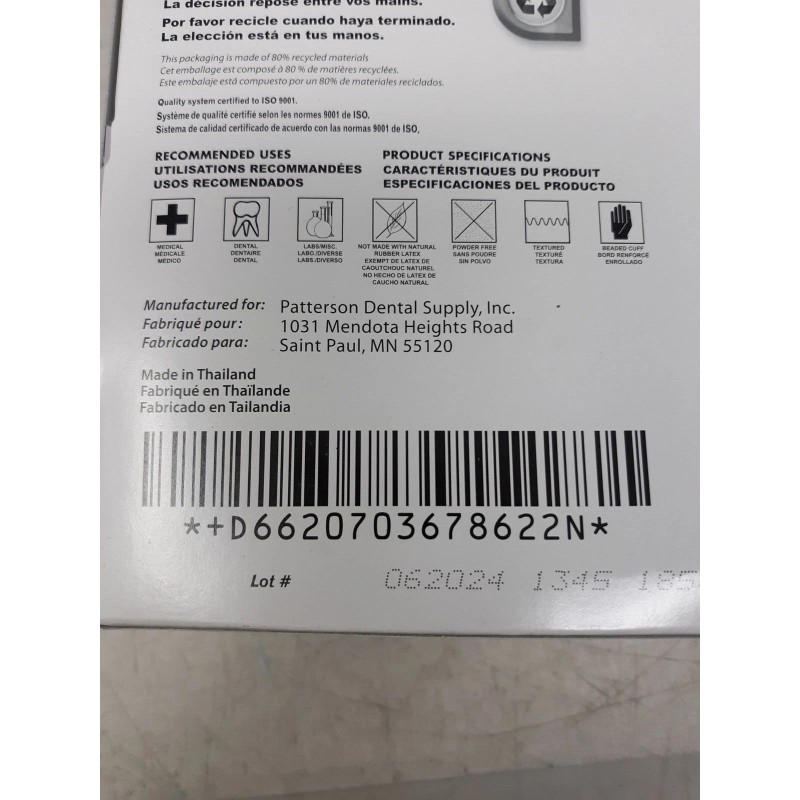 La décision repose entre vos mains.
Por favor recicle cuando haya terminado.
La elección está en tus manos.
This packaging is made of 80% recycled materials
Cet emballage est composé à 80 % de matières recyclées.
Este embalaje está compuesto por un 80% de materiales reciclados.
Quality system certified to ISO 9001.
Système de qualité certifié selon les normes 9001 de ISO.
Sistema de calidad certificado de acuerdo con las normas 9001 de ISO,
RECOMMENDED USES
UTILISATIONS RECOMMANDÉES
USOS RECOMENDADOS
PRODUCT SPECIFICATIONS
CARACTÉRISTIQUES DU PRODUIT
ESPECIFICACIONES DEL PRODUCTO
MEDICAL
MÉDICALE
MÉDICO
DENTAL
DENTAIRE
DENTAL
LABS/MISC.
LABO./DIVERSE
LABS./DIVERSO
NOT MADE WITH NATURAL
RUBBER LATEX
EXEMPT DE LATEX DE
CAOUTCHOUC NATUREL
NO HECHO DE LATEX DE
CAUCHO NATURAL
POWDER FREE
SANS POUDRE
SIN POLVO
TEXTURED
TEXTURÉ
TEXTURA
BEADED CUFF
BORD RENFORCÉ
ENROLLADO
Manufactured for: Patterson Dental Supply, Inc.
Fabriqué pour: 1031 Mendota Heights Road
Fabricado para: Saint Paul, MN 55120
Made in Thailand
Fabriqué en Thaïlande
Fabricado en Tailandia
*+D6620703678622N*
Lot # 062024 1345 185